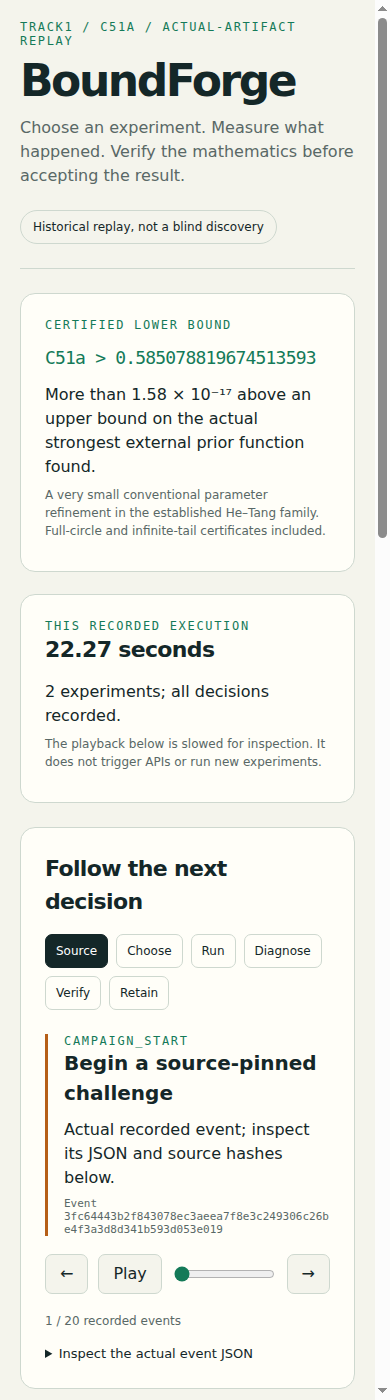 TRACK1 / C51A / ACTUAL-ARTIFACT
REPLAY
BoundForge
Choose an experiment. Measure what
happened. Verify the mathematics before
accepting the result.
Historical replay, not a blind discovery
CERTIFIED LOWER BOUND
C51a > 0.585078819674513593
More than 1.58 × 10⁻¹⁷ above an
upper bound on the actual
strongest external prior function
found.
A very small conventional parameter
refinement in the established He–Tang family.
Full-circle and infinite-tail certificates included.
THIS RECORDED EXECUTION
22.27 seconds
2 experiments; all decisions
recorded.
The playback below is slowed for inspection. It
does not trigger APIs or run new experiments.
Follow the next
decision
Source Choose Run Diagnose
Verify Retain
CAMPAIGN_START
Begin a source-pinned
challenge
Actual recorded event; inspect
its JSON and source hashes
below.
Event
3fc64443b2f843078ec3aeea7f8e3c249306c26b
e4f3a3d8d341b593d053e019
← Play →
1 / 20 recorded events
▶ Inspect the actual event JSON